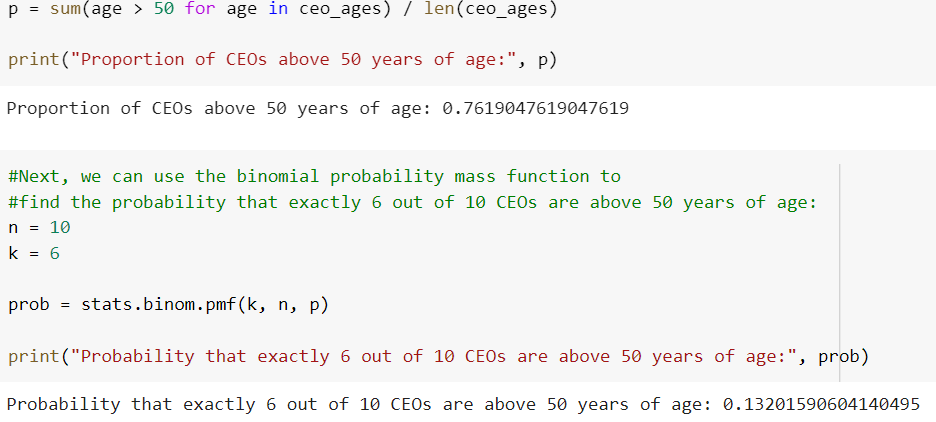 p = sum(age > 50 for age in ceo_ages) / len(ceo_ages)
print("Proportion of CEOs above 50 years of age:", p)
Proportion of CEOs above 50 years of age: 0.7619047619047619
#Next, we can use the binomial probability mass function to
#find the probability that exactly 6 out of 10 CEOs are above 50 years of age:
n = 10
k = 6
prob = stats.binom.pmf(k, n, p)
print("Probability that exactly 6 out of 10 CEOs are above 50 years of age:", prob)
Probability that exactly 6 out of 10 CEOs are above 50 years of age: 0.13201590604140495